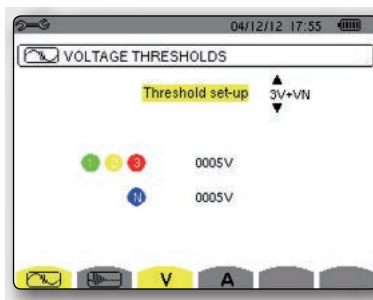 04/12/12 17:55
VOLTAGE THRESHOLDS
Threshold set-up 3V+VN
1 2 3 0005V
N 0005V
V A